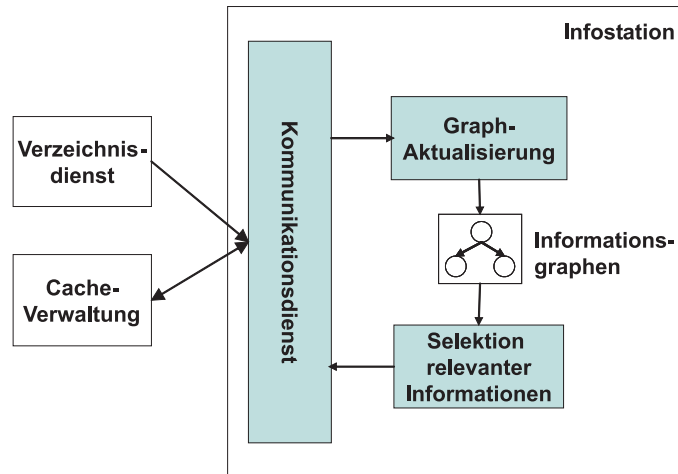 Infostation
Verzeichnis-
dienst
Cache-
Verwaltung
Kommunikationsdienst
Graph-
Aktualisierung
Informations-
graphen
Selektion
relevanter
Informationen